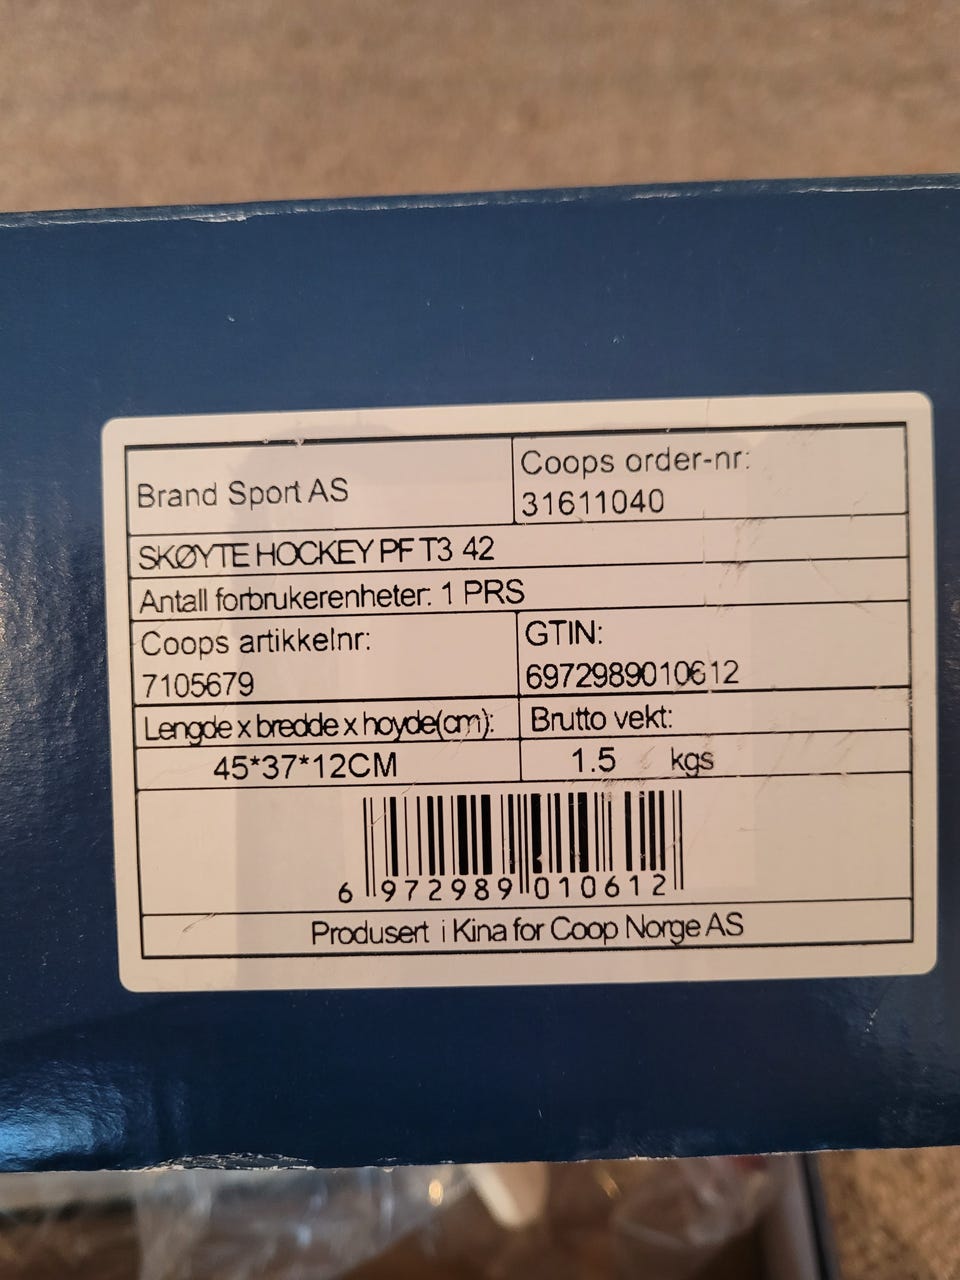 Brand Sport AS
Coops order-nr:
31611040
SKØYTE HOCKEY PF T3 42
Antall forbrukerenheter: 1 PRS
Coops artikkelnr:
7105679
GTIN:
6972989010612
Lengde x bredde x hoyde(cm):
45*37*12CM
Brutto vekt:
1.5 kgs
6 972989 010612
Produsert i Kina for Coop Norge AS